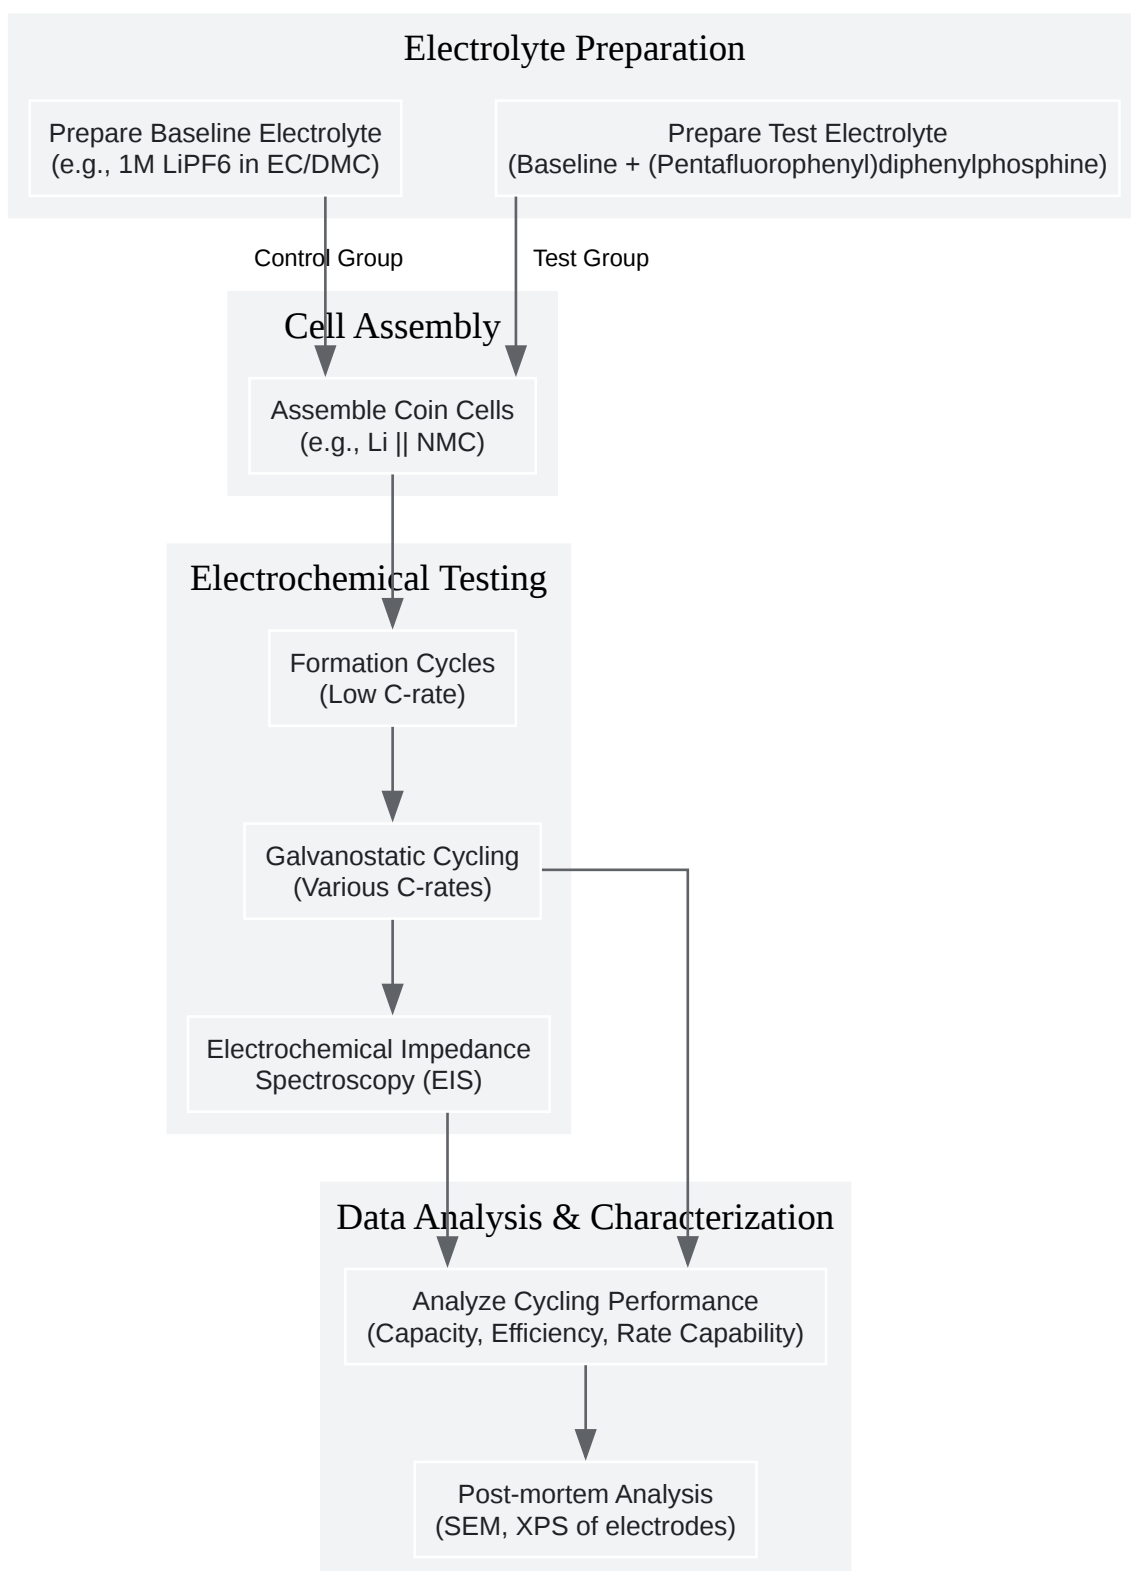 Electrolyte Preparation
Prepare Baseline Electrolyte
(e.g., 1M LiPF6 in EC/DMC)
Prepare Test Electrolyte
(Baseline + (Pentafluorophenyl)diphenylphosphine)
Control Group
Test Group
Cell Assembly
Assemble Coin Cells
(e.g., Li || NMC)
Electrochemical Testing
Formation Cycles
(Low C-rate)
Galvanostatic Cycling
(Various C-rates)
Electrochemical Impedance
Spectroscopy (EIS)
Data Analysis & Characterization
Analyze Cycling Performance
(Capacity, Efficiency, Rate Capability)
Post-mortem Analysis
(SEM, XPS of electrodes)